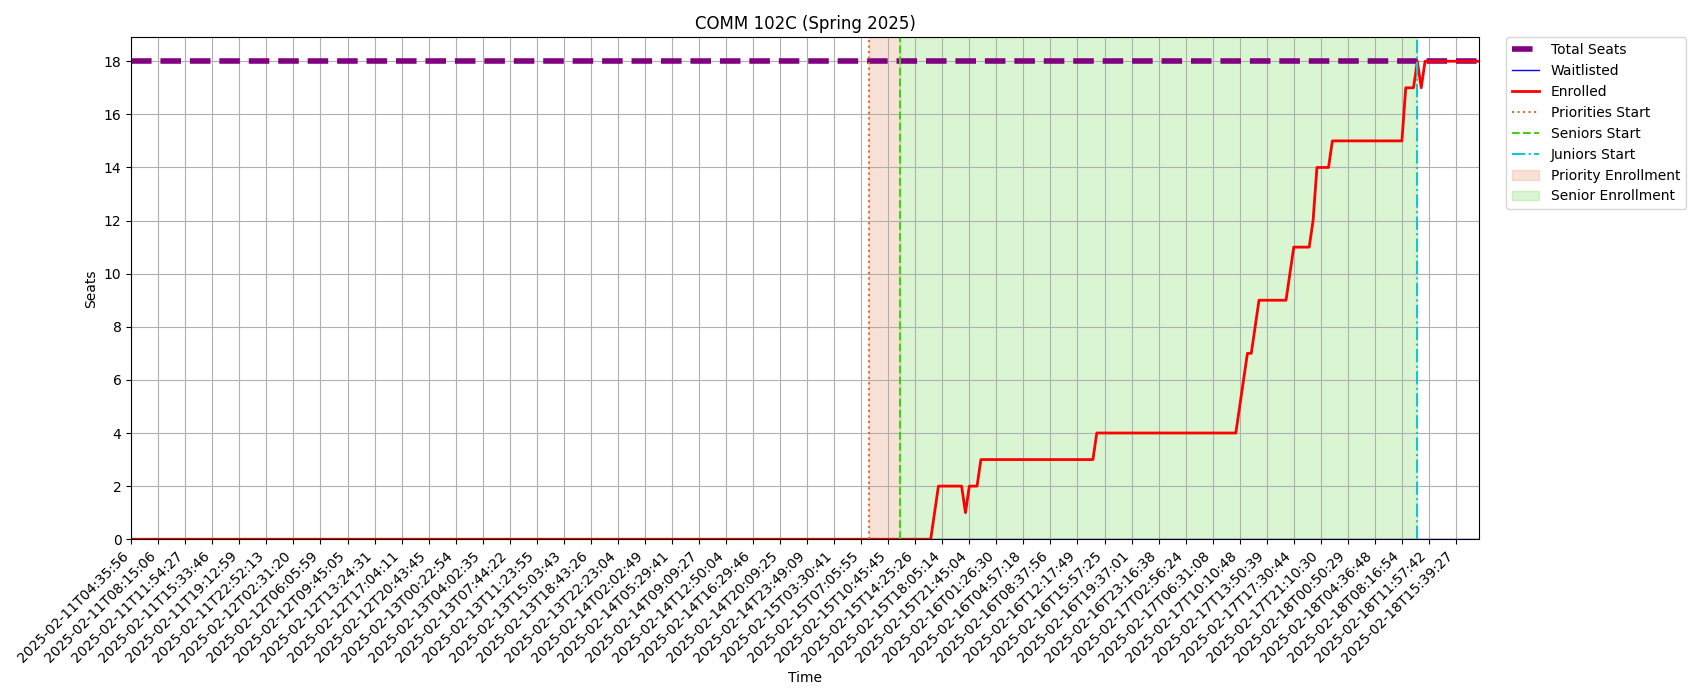 COMM 102C (Spring 2025)
Total Seats
Waitlisted
Enrolled
Priorities Start
Seniors Start
Juniors Start
Priority Enrollment
Senior Enrollment
Seats
18
16
14
12
10
8
6
4
2
0
2025-02-11T04:35:56
2025-02-11T08:15:06
2025-02-11T11:54:27
2025-02-11T15:33:46
2025-02-11T19:12:59
2025-02-11T22:52:13
2025-02-12T02:31:20
2025-02-12T06:05:59
2025-02-12T09:45:05
2025-02-12T13:24:31
2025-02-12T17:04:11
2025-02-12T20:43:45
2025-02-13T00:22:54
2025-02-13T04:02:35
2025-02-13T07:44:22
2025-02-13T11:23:55
2025-02-13T15:03:43
2025-02-13T18:43:26
2025-02-13T22:23:04
2025-02-14T02:02:49
2025-02-14T05:29:41
2025-02-14T09:09:27
2025-02-14T12:50:04
2025-02-14T16:29:46
2025-02-14T20:09:25
2025-02-14T23:49:09
2025-02-15T03:30:41
2025-02-15T07:05:55
2025-02-15T10:45:45
2025-02-15T14:25:26
2025-02-15T18:05:14
2025-02-15T21:45:04
2025-02-16T01:26:30
2025-02-16T04:57:18
2025-02-16T08:37:56
2025-02-16T12:17:49
2025-02-16T15:57:25
2025-02-16T19:37:01
2025-02-16T23:16:38
2025-02-17T02:56:24
2025-02-17T06:31:08
2025-02-17T10:10:48
2025-02-17T13:50:39
2025-02-17T17:30:44
2025-02-17T21:10:30
2025-02-18T00:50:29
2025-02-18T04:36:48
2025-02-18T08:16:54
2025-02-18T11:57:42
2025-02-18T15:39:27
Time